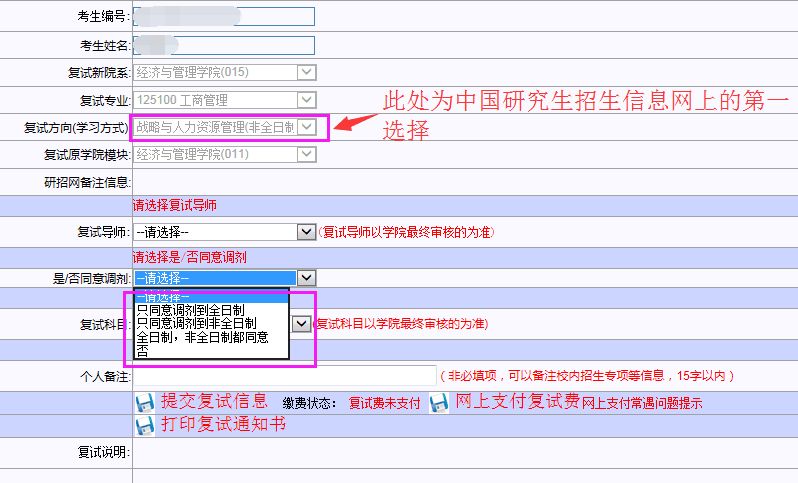 考生编号:
考生姓名:
复试新院系: 经济与管理学院(015)
复试专业: 125100 工商管理
此处为中国研究生招生信息网上的第一
选择
复试方向(学习方式) 战略与人力资源管理(非全日制
复试原学院模块: 经济与管理学院(011)
研招网备注信息:
请选择复试导师
复试导师: --请选择-- (复试导师以学院最终审核的为准)
请选择是/否同意调剂
是/否同意调剂: --请选择--
--请选择--
只同意调剂到全日制
复试科目: 只同意调剂到非全日制 (复试科目以学院最终审核的为准)
全日制，非全日制都同意
否
个人备注: ( 非必填项，可以备注校内招生专项等信息，15字以内 )
提交复试信息 缴费状态： 复试费未支付 网上支付复试费 网上支付常遇问题提示
打印复试通知书
复试说明: